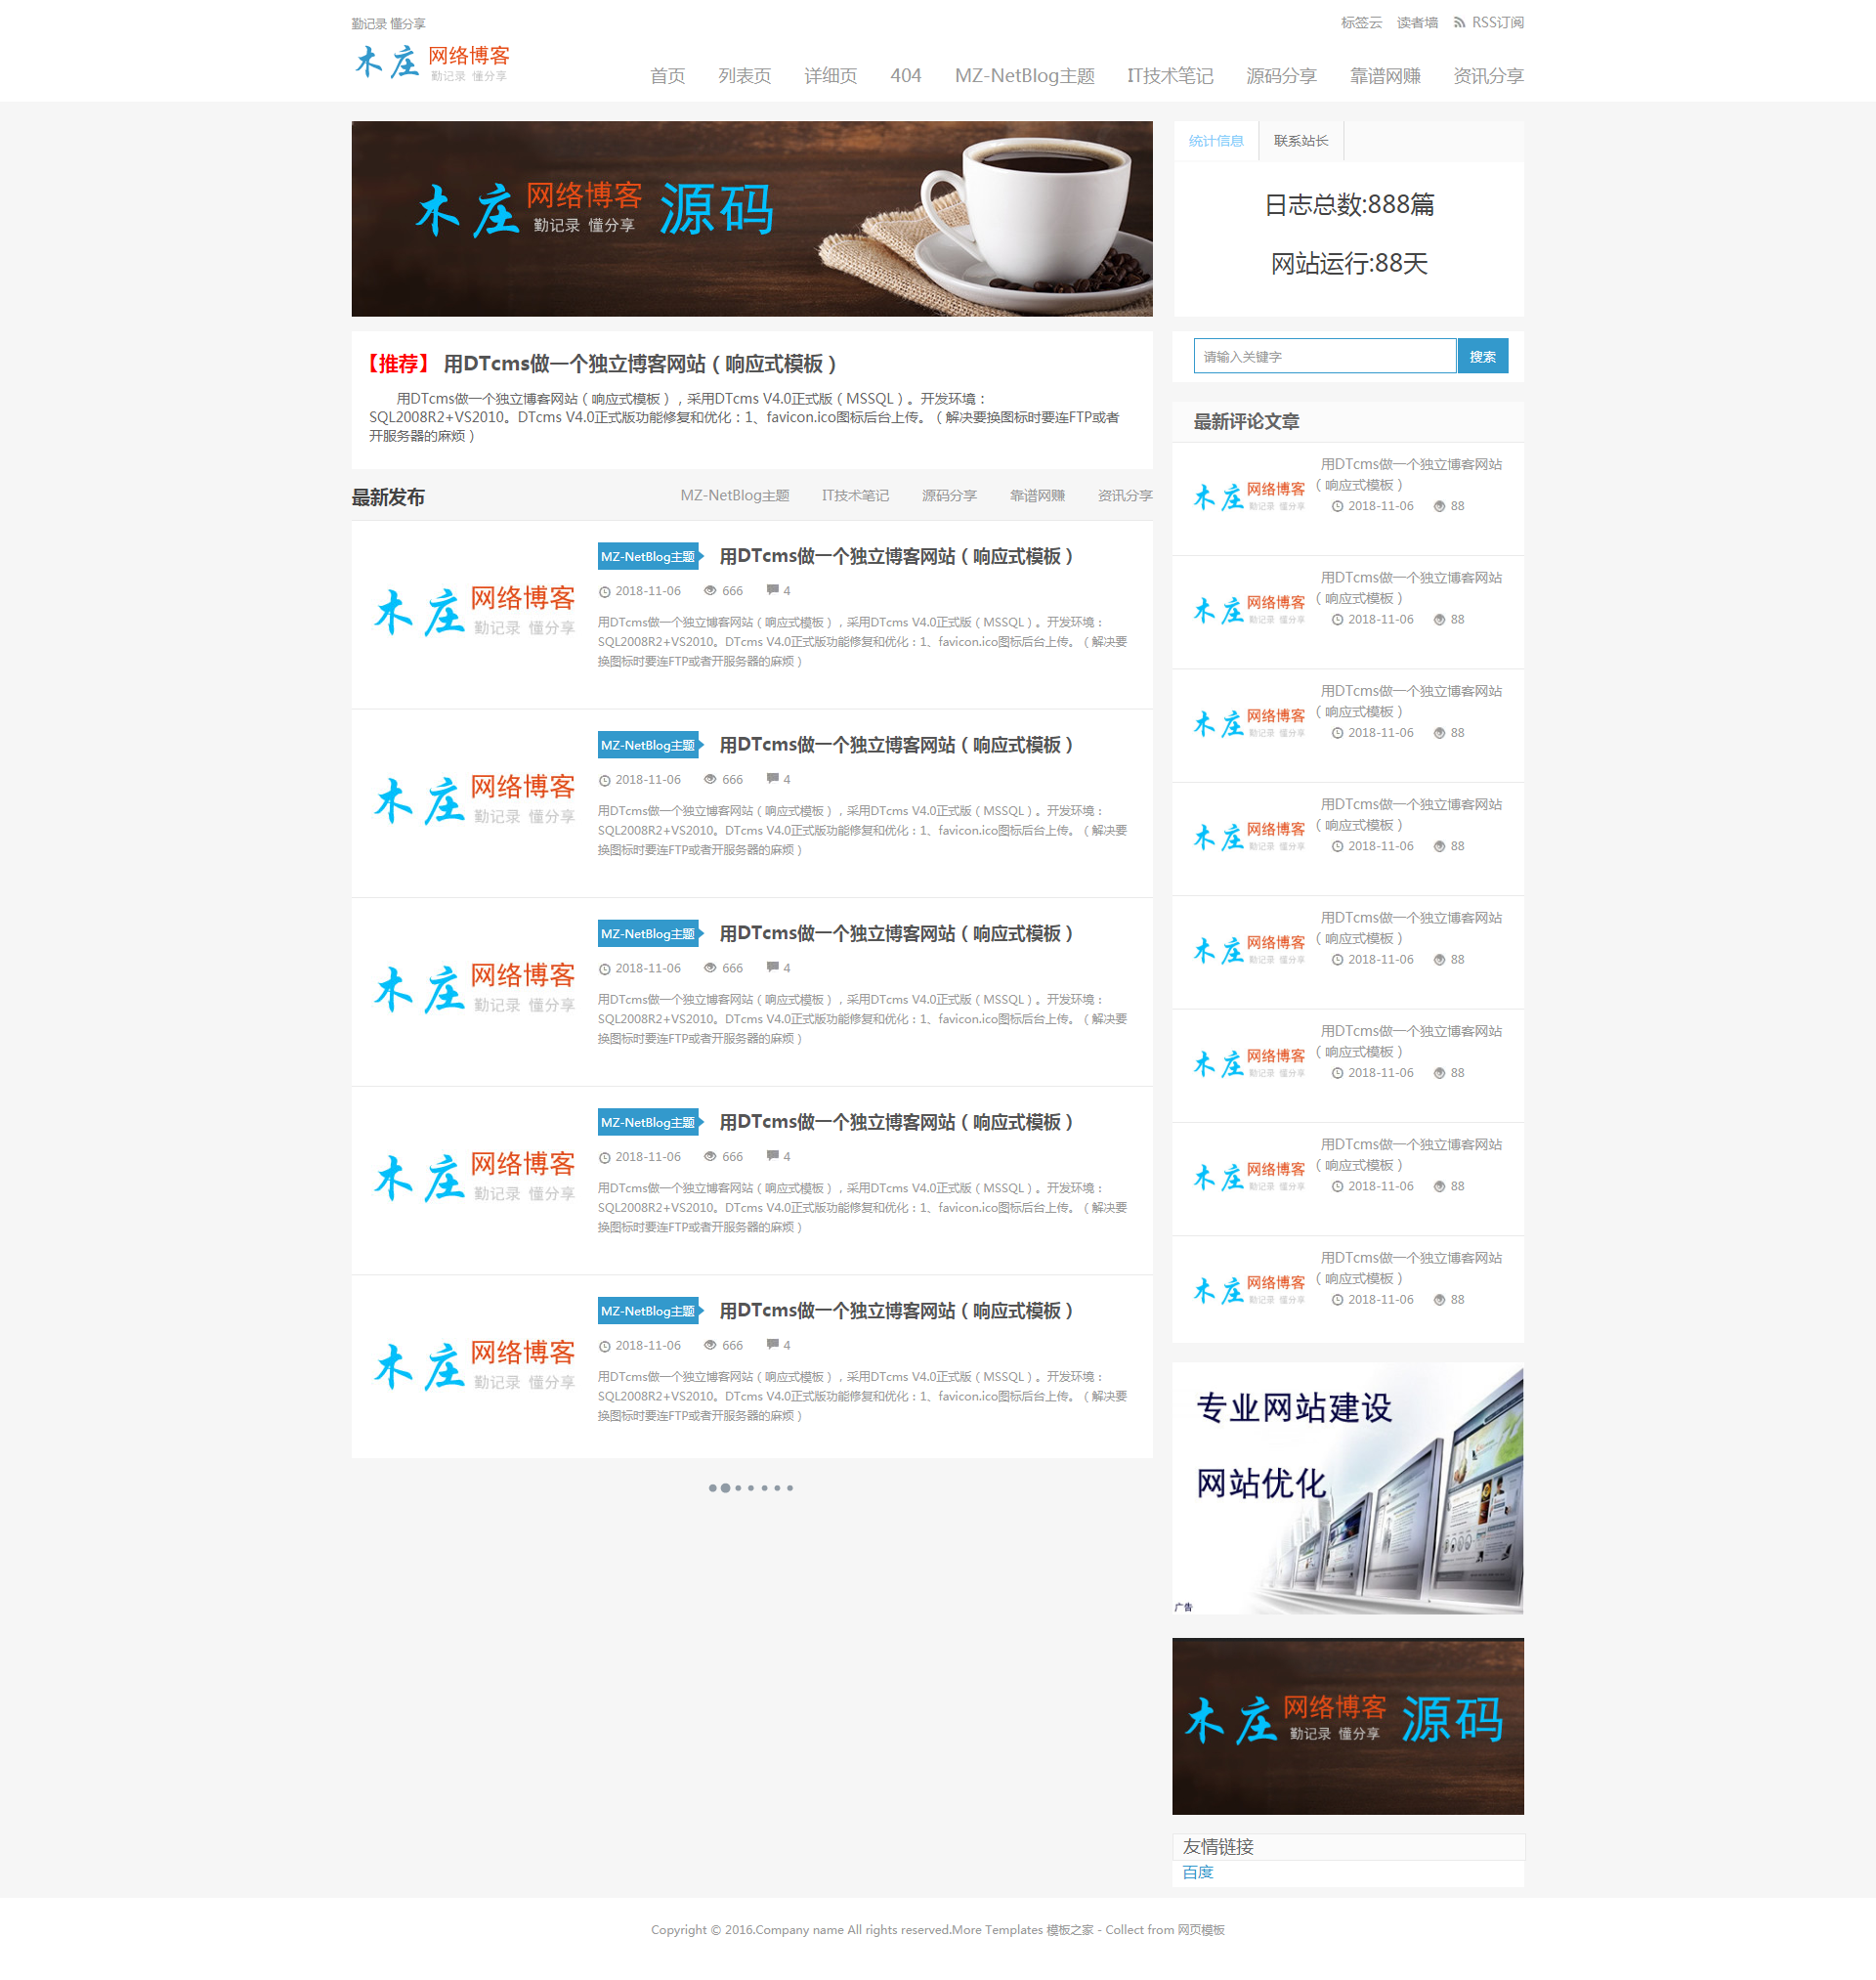 勤记录 懂分享
标签云 读者墙 RSS订阅
木庄 网络博客
勤记录 懂分享
首页 列表页 详细页 404 MZ-NetBlog主题 IT技术笔记 源码分享 靠谱网赚 资讯分享
木庄 网络博客 源码
勤记录 懂分享
统计信息 联系站长
日志总数:888篇
网站运行:88天
【推荐】 用DTcms做一个独立博客网站（响应式模板）
用DTcms做一个独立博客网站（响应式模板），采用DTcms V4.0正式版（MSSQL）。开发环境：
SQL2008R2+VS2010。DTcms V4.0正式版功能修复和优化：1、favicon.ico图标后台上传。（解决要换图标时要连FTP或者
开服务器的麻烦）
请输入关键字 搜索
最新发布 MZ-NetBlog主题 IT技术笔记 源码分享 靠谱网赚 资讯分享
木庄 网络博客
勤记录 懂分享
MZ-NetBlog主题 用DTcms做一个独立博客网站（响应式模板）
2018-11-06 666 4
用DTcms做一个独立博客网站（响应式模板），采用DTcms V4.0正式版（MSSQL）。开发环境：
SQL2008R2+VS2010。DTcms V4.0正式版功能修复和优化：1、favicon.ico图标后台上传。（解决要
换图标时要连FTP或者开服务器的麻烦）
木庄 网络博客
勤记录 懂分享
MZ-NetBlog主题 用DTcms做一个独立博客网站（响应式模板）
2018-11-06 666 4
用DTcms做一个独立博客网站（响应式模板），采用DTcms V4.0正式版（MSSQL）。开发环境：
SQL2008R2+VS2010。DTcms V4.0正式版功能修复和优化：1、favicon.ico图标后台上传。（解决要
换图标时要连FTP或者开服务器的麻烦）
木庄 网络博客
勤记录 懂分享
MZ-NetBlog主题 用DTcms做一个独立博客网站（响应式模板）
2018-11-06 666 4
用DTcms做一个独立博客网站（响应式模板），采用DTcms V4.0正式版（MSSQL）。开发环境：
SQL2008R2+VS2010。DTcms V4.0正式版功能修复和优化：1、favicon.ico图标后台上传。（解决要
换图标时要连FTP或者开服务器的麻烦）
木庄 网络博客
勤记录 懂分享
MZ-NetBlog主题 用DTcms做一个独立博客网站（响应式模板）
2018-11-06 666 4
用DTcms做一个独立博客网站（响应式模板），采用DTcms V4.0正式版（MSSQL）。开发环境：
SQL2008R2+VS2010。DTcms V4.0正式版功能修复和优化：1、favicon.ico图标后台上传。（解决要
换图标时要连FTP或者开服务器的麻烦）
木庄 网络博客
勤记录 懂分享
MZ-NetBlog主题 用DTcms做一个独立博客网站（响应式模板）
2018-11-06 666 4
用DTcms做一个独立博客网站（响应式模板），采用DTcms V4.0正式版（MSSQL）。开发环境：
SQL2008R2+VS2010。DTcms V4.0正式版功能修复和优化：1、favicon.ico图标后台上传。（解决要
换图标时要连FTP或者开服务器的麻烦）
最新评论文章
木庄 网络博客
勤记录 懂分享
用DTcms做一个独立博客网站
（响应式模板）
2018-11-06 88
木庄 网络博客
勤记录 懂分享
用DTcms做一个独立博客网站
（响应式模板）
2018-11-06 88
木庄 网络博客
勤记录 懂分享
用DTcms做一个独立博客网站
（响应式模板）
2018-11-06 88
木庄 网络博客
勤记录 懂分享
用DTcms做一个独立博客网站
（响应式模板）
2018-11-06 88
木庄 网络博客
勤记录 懂分享
用DTcms做一个独立博客网站
（响应式模板）
2018-11-06 88
木庄 网络博客
勤记录 懂分享
用DTcms做一个独立博客网站
（响应式模板）
2018-11-06 88
木庄 网络博客
勤记录 懂分享
用DTcms做一个独立博客网站
（响应式模板）
2018-11-06 88
木庄 网络博客
勤记录 懂分享
用DTcms做一个独立博客网站
（响应式模板）
2018-11-06 88
专业网站建设
网站优化
广告
木庄 网络博客 源码
勤记录 懂分享
友情链接
百度
Copyright © 2016.Company name All rights reserved.More Templates 模板之家 - Collect from 网页模板